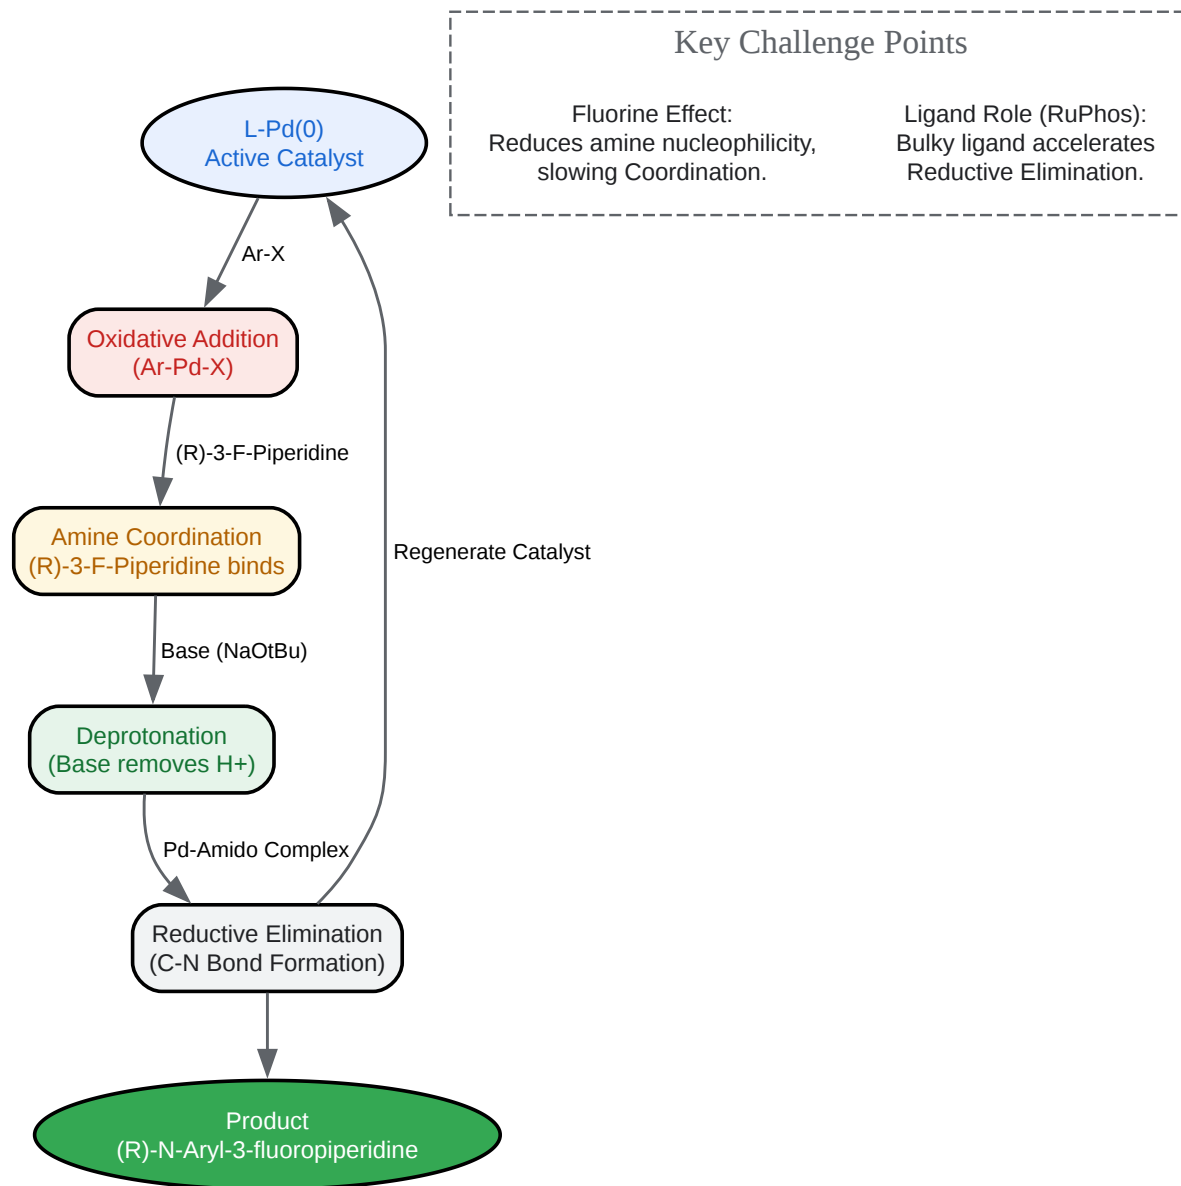 Key Challenge Points
Fluorine Effect:
Reduces amine nucleophilicity,
slowing Coordination.
Ligand Role (RuPhos):
Bulky ligand accelerates
Reductive Elimination.
L-Pd(0)
Active Catalyst
Ar-X
Oxidative Addition
(Ar-Pd-X)
(R)-3-F-Piperidine
Amine Coordination
(R)-3-F-Piperidine binds
Regenerate Catalyst
Base (NaOtBu)
Deprotonation
(Base removes H+)
Pd-Amido Complex
Reductive Elimination
(C-N Bond Formation)
Product
(R)-N-Aryl-3-fluoropiperidine